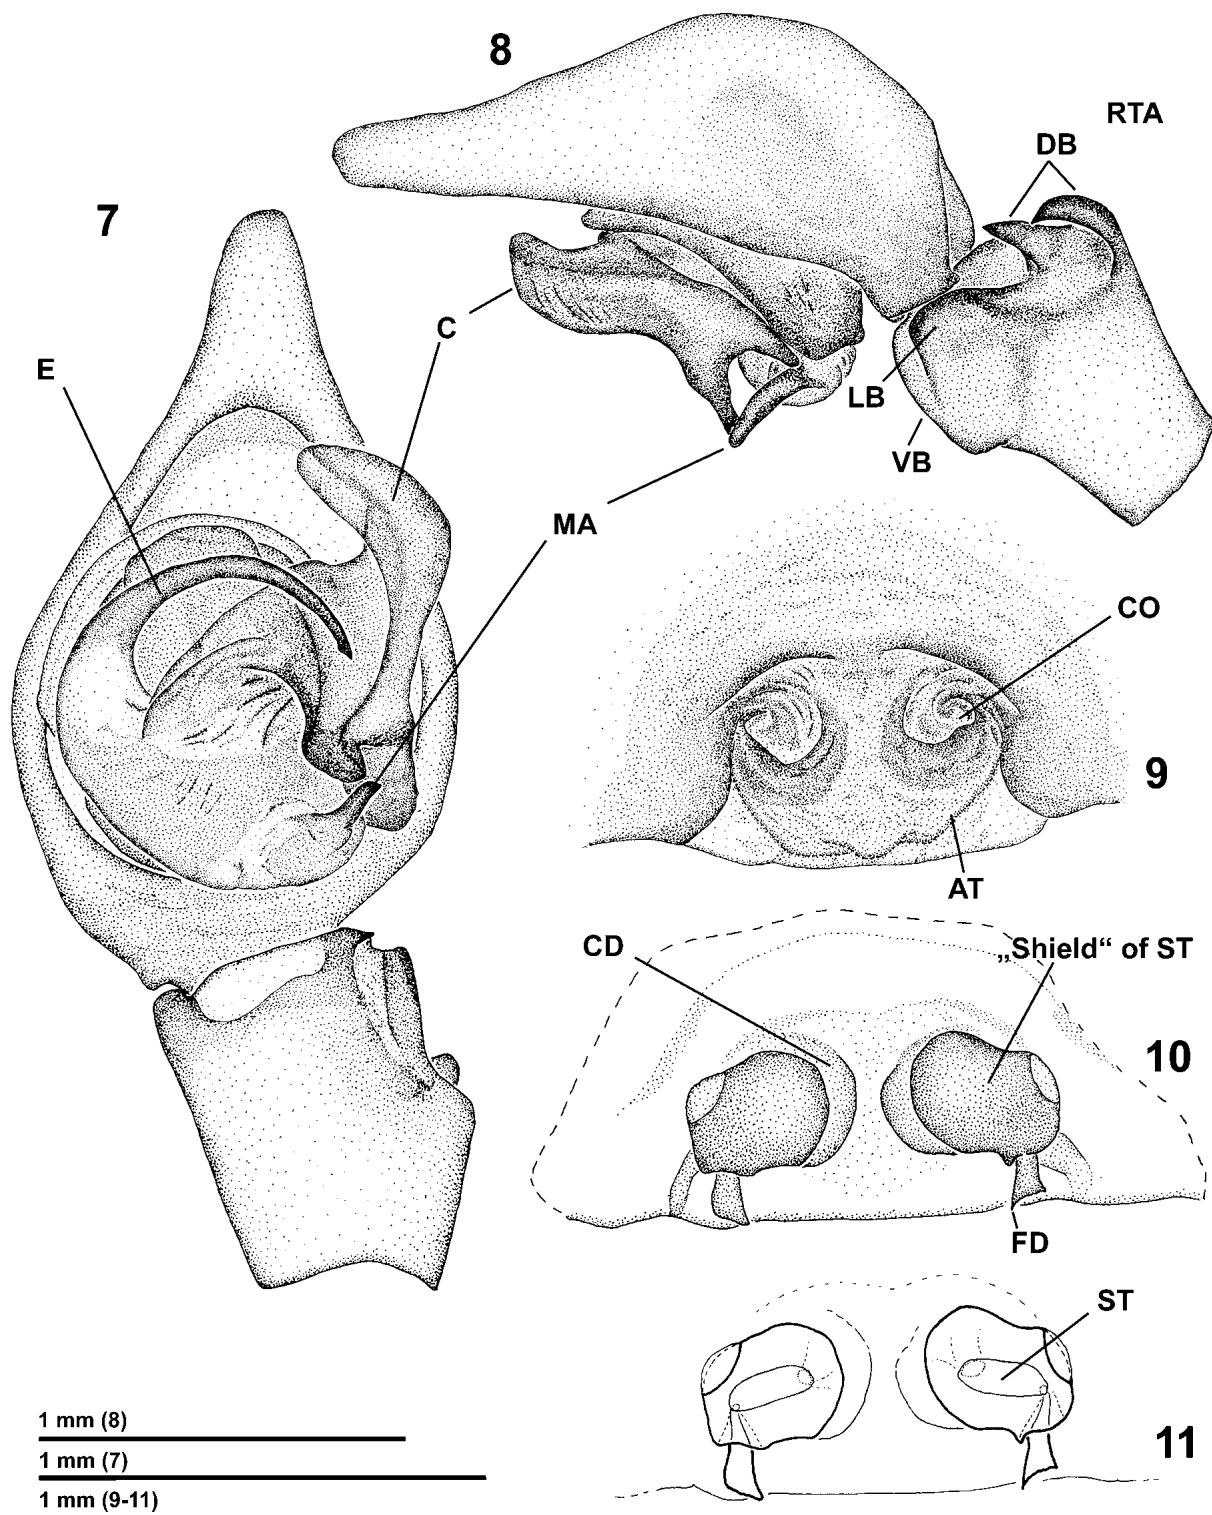 8
RTA
DB
7
C
E
LB
VB
MA
CO
9
AT
CD
„Shield“ of ST
10
FD
ST
11
1 mm (8)
1 mm (7)
1 mm (9-11)